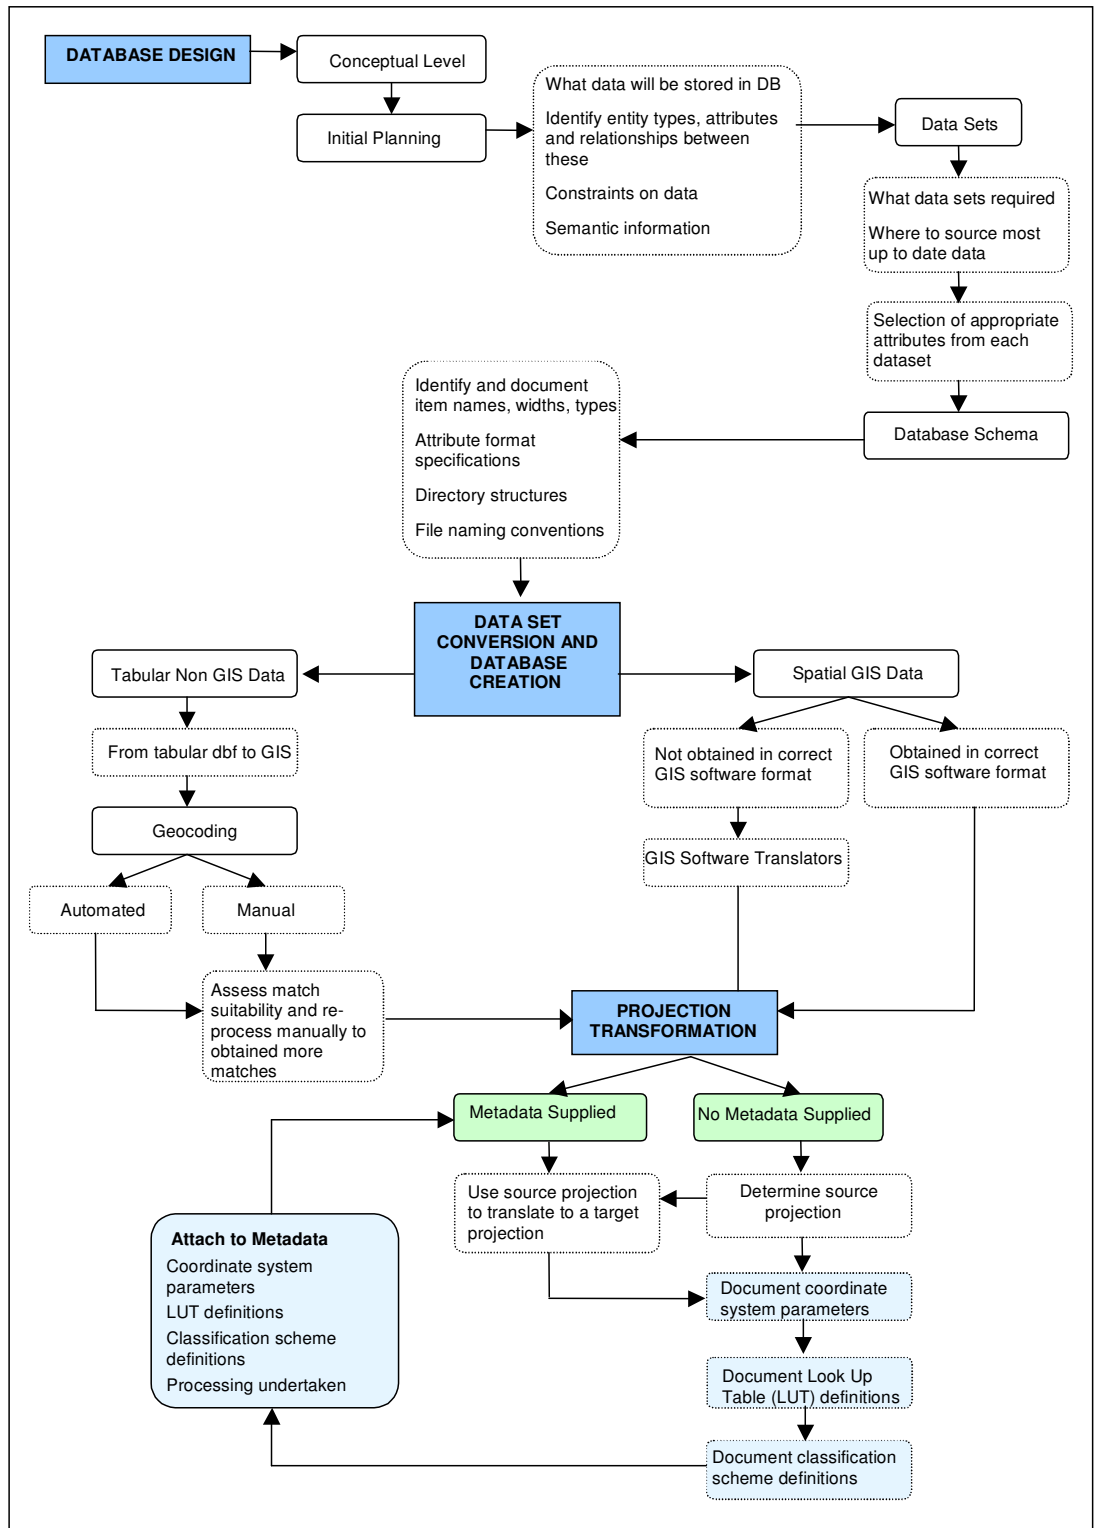 DATABASE DESIGN
Conceptual Level
Initial Planning
What data will be stored in DB
Identify entity types, attributes
and relationships between
these
Constraints on data
Semantic information
Data Sets
What data sets required
Where to source most
up to date data
Selection of appropriate
attributes from each
dataset
Database Schema
Identify and document
item names, widths, types
Attribute format
specifications
Directory structures
File naming conventions
DATA SET
CONVERSION AND
DATABASE
CREATION
Tabular Non GIS Data
From tabular dbf to GIS
Geocoding
Automated
Manual
Assess match
suitability and re-
process manually to
obtained more
matches
Spatial GIS Data
Not obtained in correct
GIS software format
Obtained in correct
GIS software format
GIS Software Translators
PROJECTION
TRANSFORMATION
Metadata Supplied
No Metadata Supplied
Use source projection
to translate to a target
projection
Determine source
projection
Document coordinate
system parameters
Document Look Up
Table (LUT) definitions
Document classification
scheme definitions
Attach to Metadata
Coordinate system
parameters
LUT definitions
Classification scheme
definitions
Processing undertaken